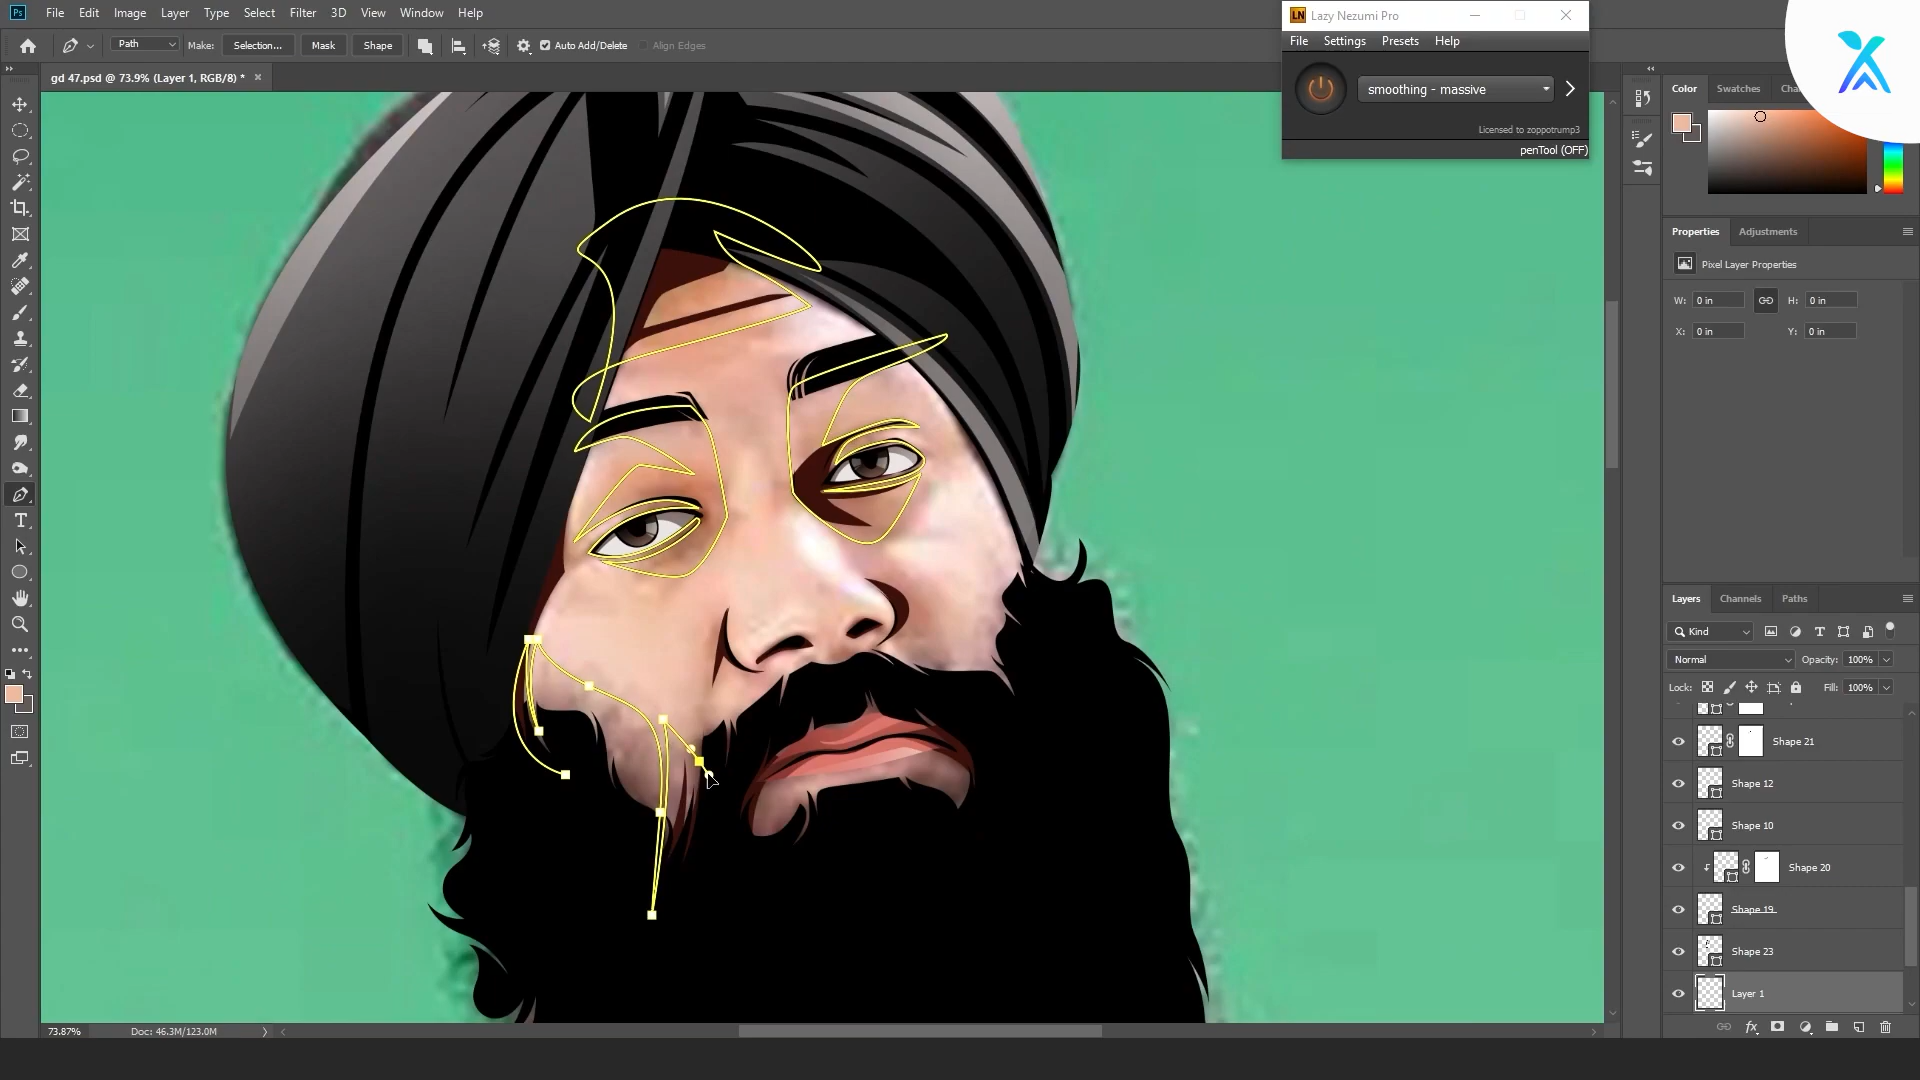 Ps File Edit Image Layer Type Select Filter 3D View Window Help
Path Make: Selection... Mask Shape Auto Add/Delete Align Edges
gd 47.psd @ 73.9% (Layer 1, RGB/8) *
LN Lazy Nezumi Pro
File Settings Presets Help
smoothing - massive
Licensed to zoppotrump3
penTool (OFF)
Color Swatches
Properties Adjustments
Pixel Layer Properties
W: 0 in H: 0 in
X: 0 in Y: 0 in
Layers Channels Paths
Kind
Normal Opacity: 100%
Lock: Fill: 100%
Shape 21
Shape 12
Shape 10
Shape 20
Shape 19
Shape 23
Layer 1
fx
73.87% Doc: 46.3M/123.0M